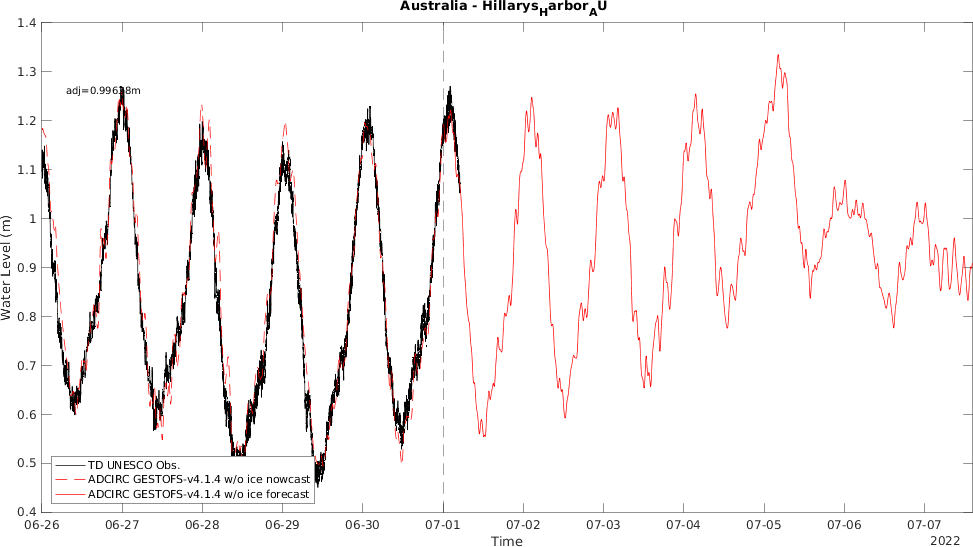 Australia - Hillarys_Harbor_AU
1.4
1.3
adj=0.99638m
1.2
1.1
1
0.9
0.8
0.7
0.6
0.5
0.4
Water Level (m)
TD UNESCO Obs.
ADCIRC GESTOFS-v4.1.4 w/o ice nowcast
ADCIRC GESTOFS-v4.1.4 w/o ice forecast
06-26 06-27 06-28 06-29 06-30 07-01 07-02 07-03 07-04 07-05 07-06 07-07
Time
2022